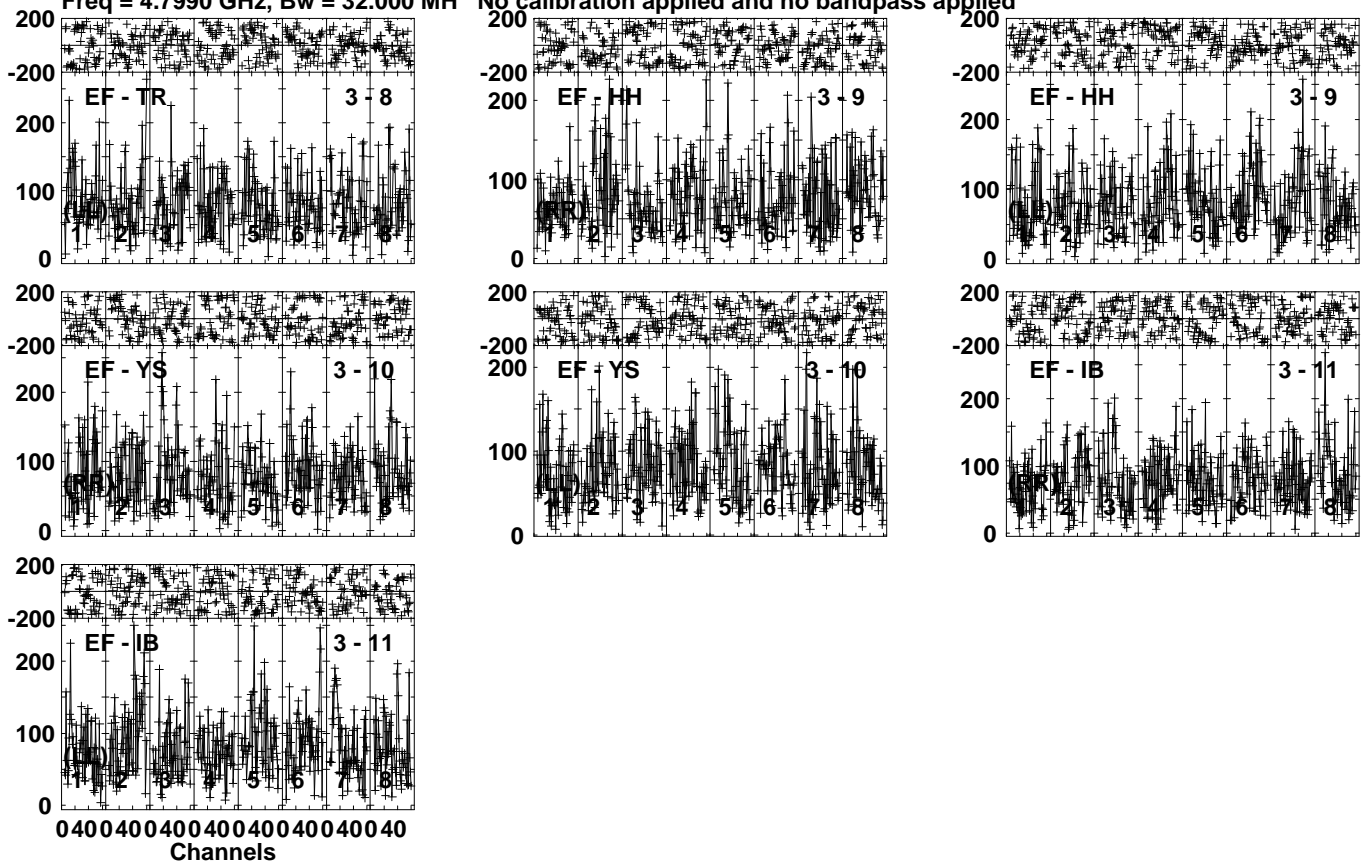 Freq = 4.7990 GHz, Bw = 32.000 MH No calibration applied and no bandpass applied
200
-200
EF - TR 3 - 8
200
100
0
(LL)
1 2 3 4 5 6 7 8
200
-200
EF - HH 3 - 9
200
100
0
(RR)
1 2 3 4 5 6 7 8
200
-200
EF - HH 3 - 9
200
100
0
(LL)
1 2 3 4 5 6 7 8
200
-200
EF - YS 3 - 10
200
100
0
(RR)
1 2 3 4 5 6 7 8
200
-200
EF - YS 3 - 10
200
100
0
(LL)
1 2 3 4 5 6 7 8
200
-200
EF - IB 3 - 11
200
100
0
(RR)
1 2 3 4 5 6 7 8
200
-200
EF - IB 3 - 11
200
100
0
(LL)
1 2 3 4 5 6 7 8
0 40 0 40 0 40 0 40 0 40 0 40 0 40 0 40
Channels